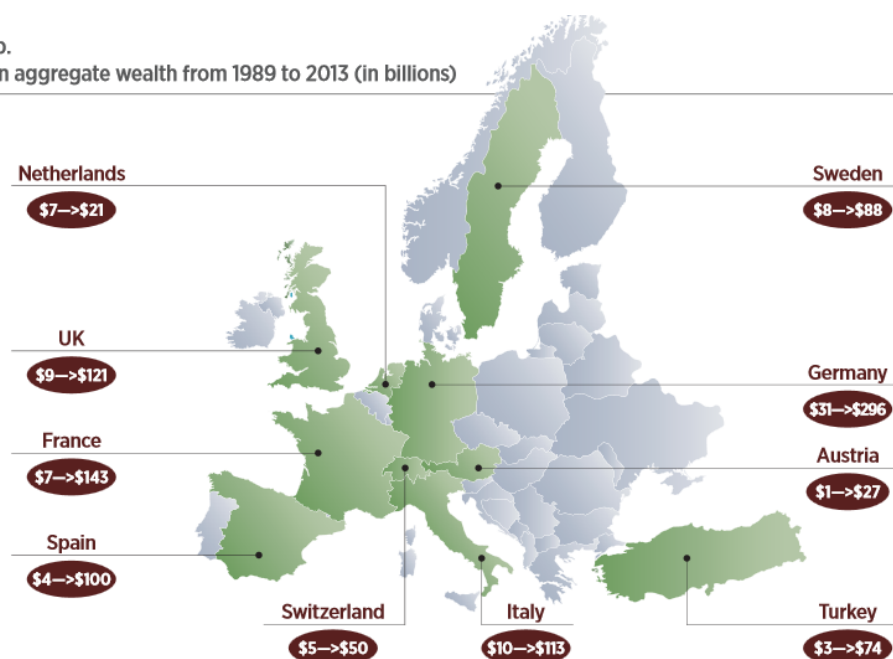 aggregate wealth from 1989 to 2013 (in billions)
Netherlands
$7—>$21
Sweden
$8—>$88
UK
$9—>$121
Germany
$31—>$296
France
$7—>$143
Austria
$1—>$27
Spain
$4—>$100
Switzerland
$5—>$50
Italy
$10—>$113
Turkey
$3—>$74